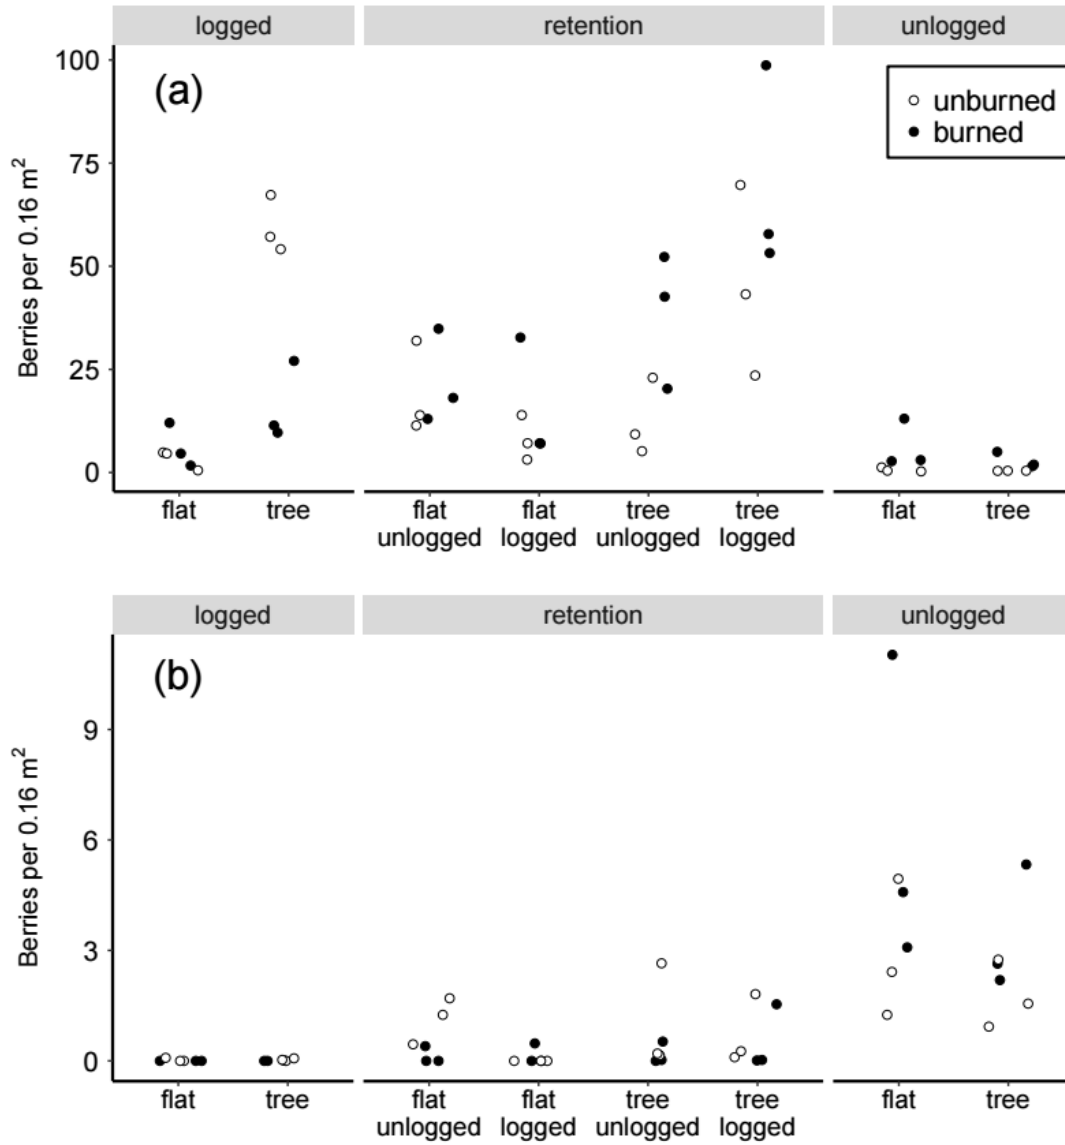 logged retention unlogged
(a)
unburned
burned
Berries per 0.16 m²
100
75
50
25
0
flat tree flat flat tree tree flat tree
unlogged logged unlogged logged
logged retention unlogged
(b)
Berries per 0.16 m²
9
6
3
0
flat tree flat flat tree tree flat tree
unlogged logged unlogged logged